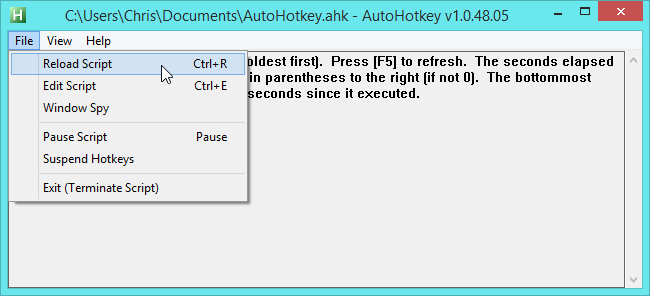 H C:\Users\Chris\Documents\AutoHotkey.ahk - AutoHotkey v1.0.48.05
File View Help
Reload Script Ctrl+R
Edit Script Ctrl+E
Window Spy
Pause Script Pause
Suspend Hotkeys
Exit (Terminate Script)
oldest first). Press [F5] to refresh. The seconds elapsed
in parentheses to the right (if not 0). The bottommost
seconds since it executed.